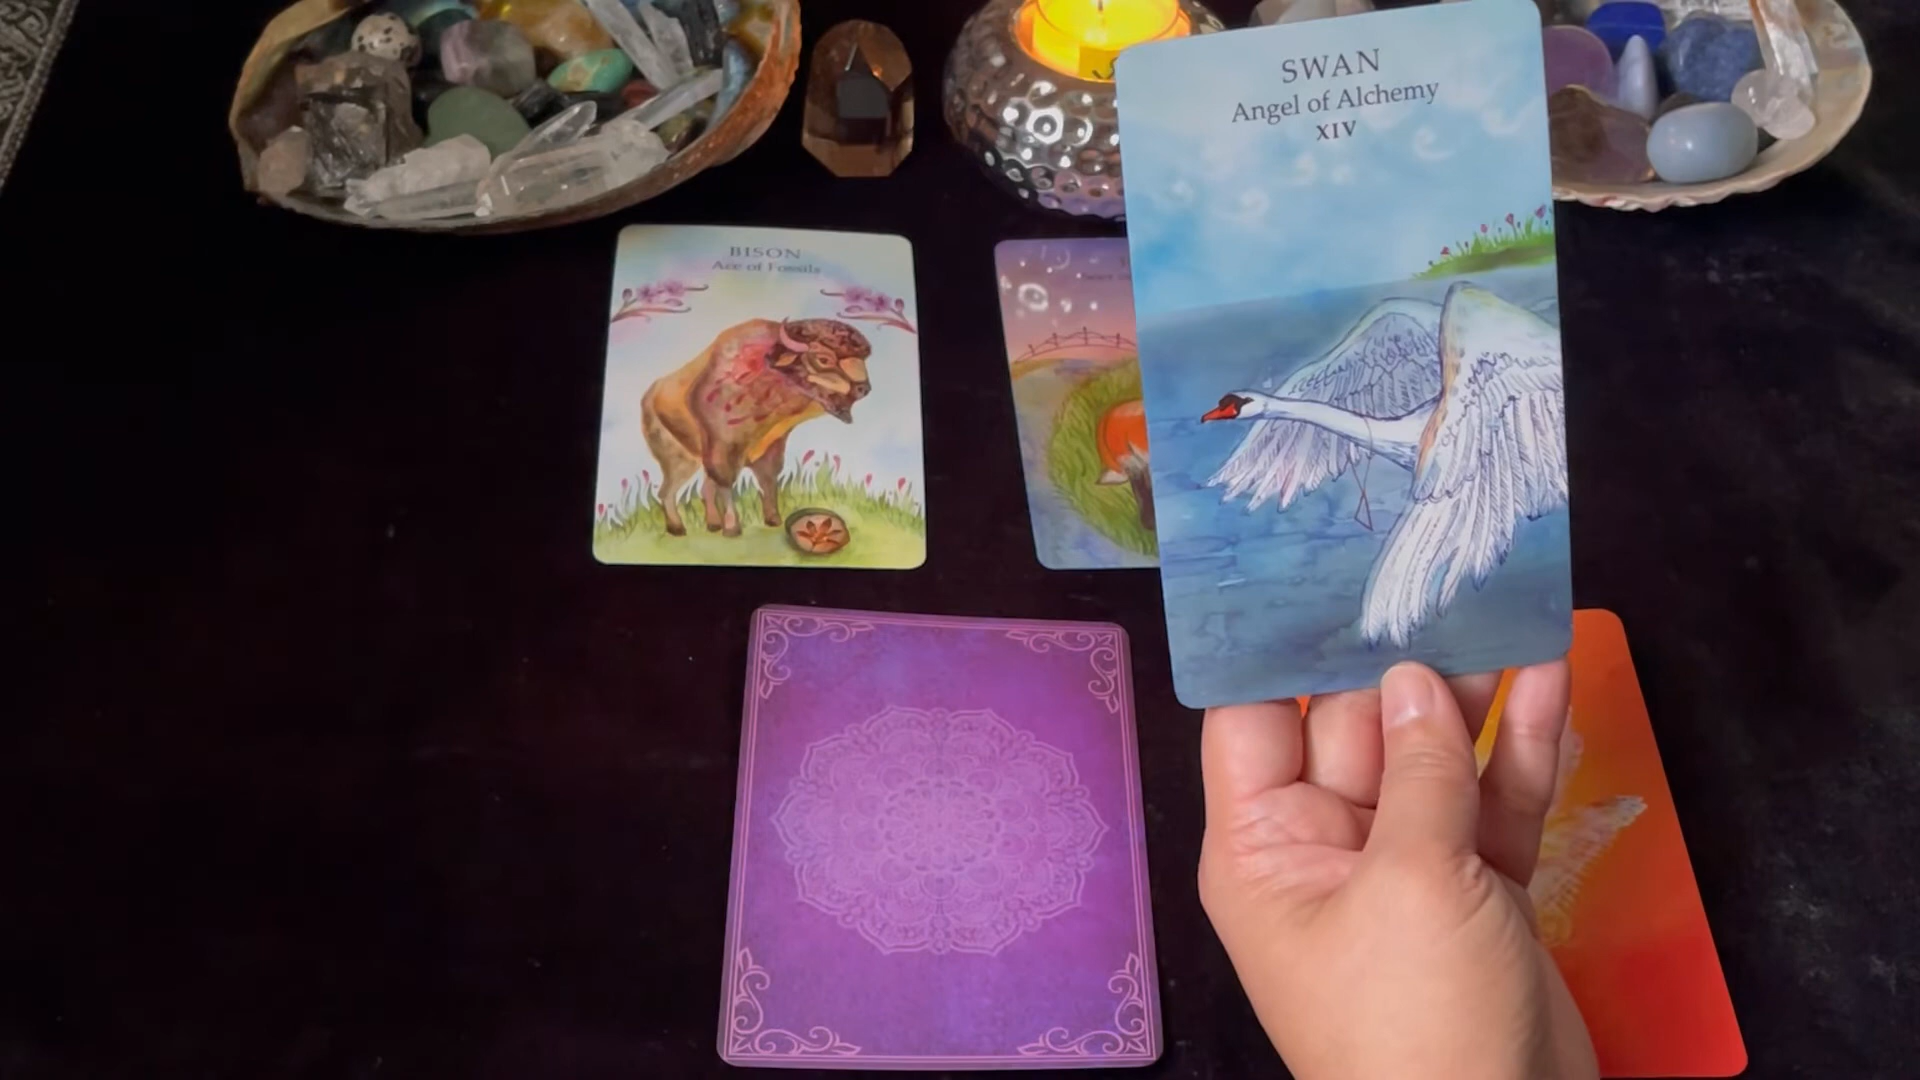 SWAN
Angel of Alchemy
XIV
BISON
Ace of Fossils